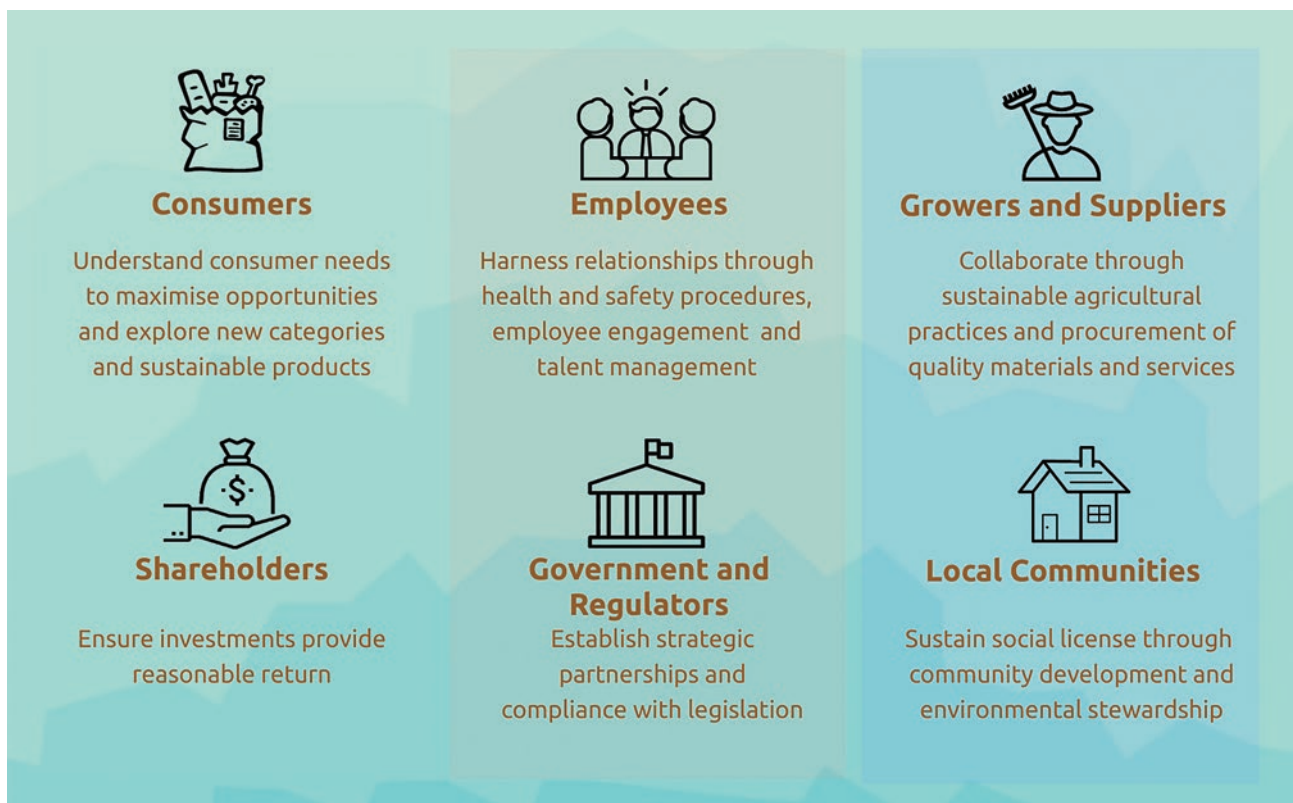 Consumers
Understand consumer needs
to maximise opportunities
and explore new categories
and sustainable products
Employees
Harness relationships through
health and safety procedures,
employee engagement and
talent management
Growers and Suppliers
Collaborate through
sustainable agricultural
practices and procurement of
quality materials and services
$
Shareholders
Ensure investments provide
reasonable return
Government and
Regulators
Establish strategic
partnerships and
compliance with legislation
Local Communities
Sustain social license through
community development and
environmental stewardship